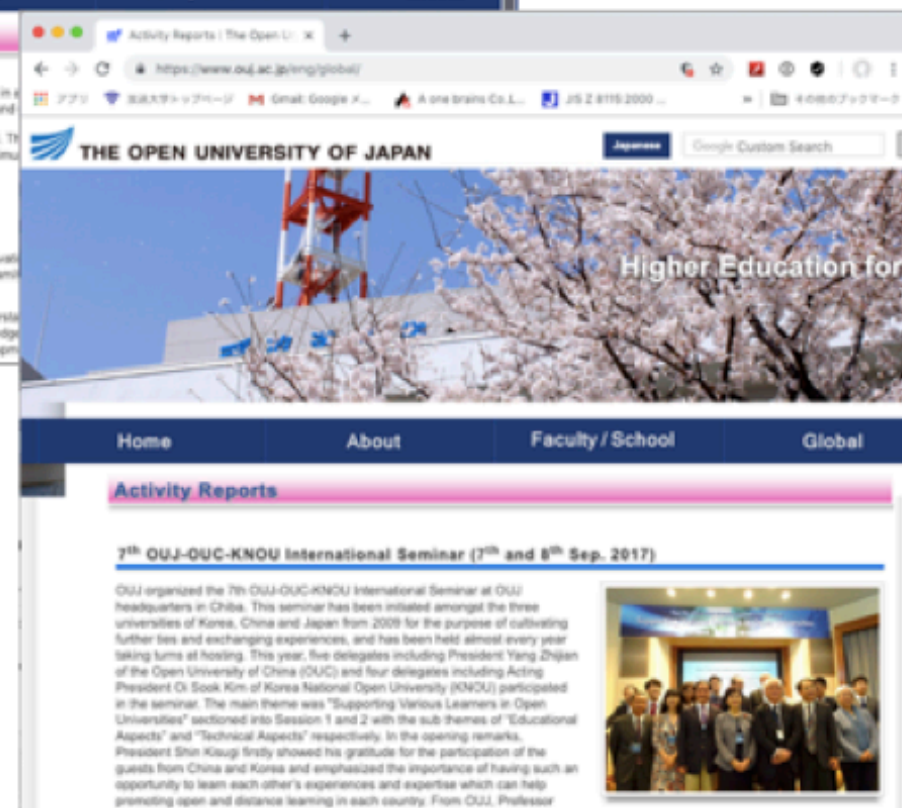 Activity Reports | The Open U
https://www.ouj.ac.jp/eng/global/
アプリ
Gmail: Google
A one brains Co.,L...
JIS Z 8115:2000 ...
その他のブックマーク
THE OPEN UNIVERSITY OF JAPAN
Japanese
Google Custom Search
Higher Education for
Home
About
Faculty / School
Global
Activity Reports
7th OUJ-OUC-KNOU International Seminar (7th and 8th Sep. 2017)
OUJ organized the 7th OUJ-OUC-KNOU International Seminar at OUJ
headquarters in Chiba. This seminar has been initiated amongst the three
universities of Korea, China and Japan from 2009 for the purpose of cultivating
further ties and exchanging experiences, and has been held almost every year
taking turns at hosting. This year, five delegates including President Yang Zhijian
of the Open University of China (OUC) and four delegates including Acting
President Oi Sook Kim of Korea National Open University (KNOU) participated
in the seminar. The main theme was "Supporting Various Learners in Open
Universities" sectioned into Session 1 and 2 with the sub themes of "Educational
Aspects" and "Technical Aspects" respectively. In the opening remarks,
President Shin Kisugi firstly showed his gratitude for the participation of the
guests from China and Korea and emphasized the importance of having such an
opportunity to learn each other's experiences and expertise which can help
promoting open and distance learning in each country. From OUJ, Professor